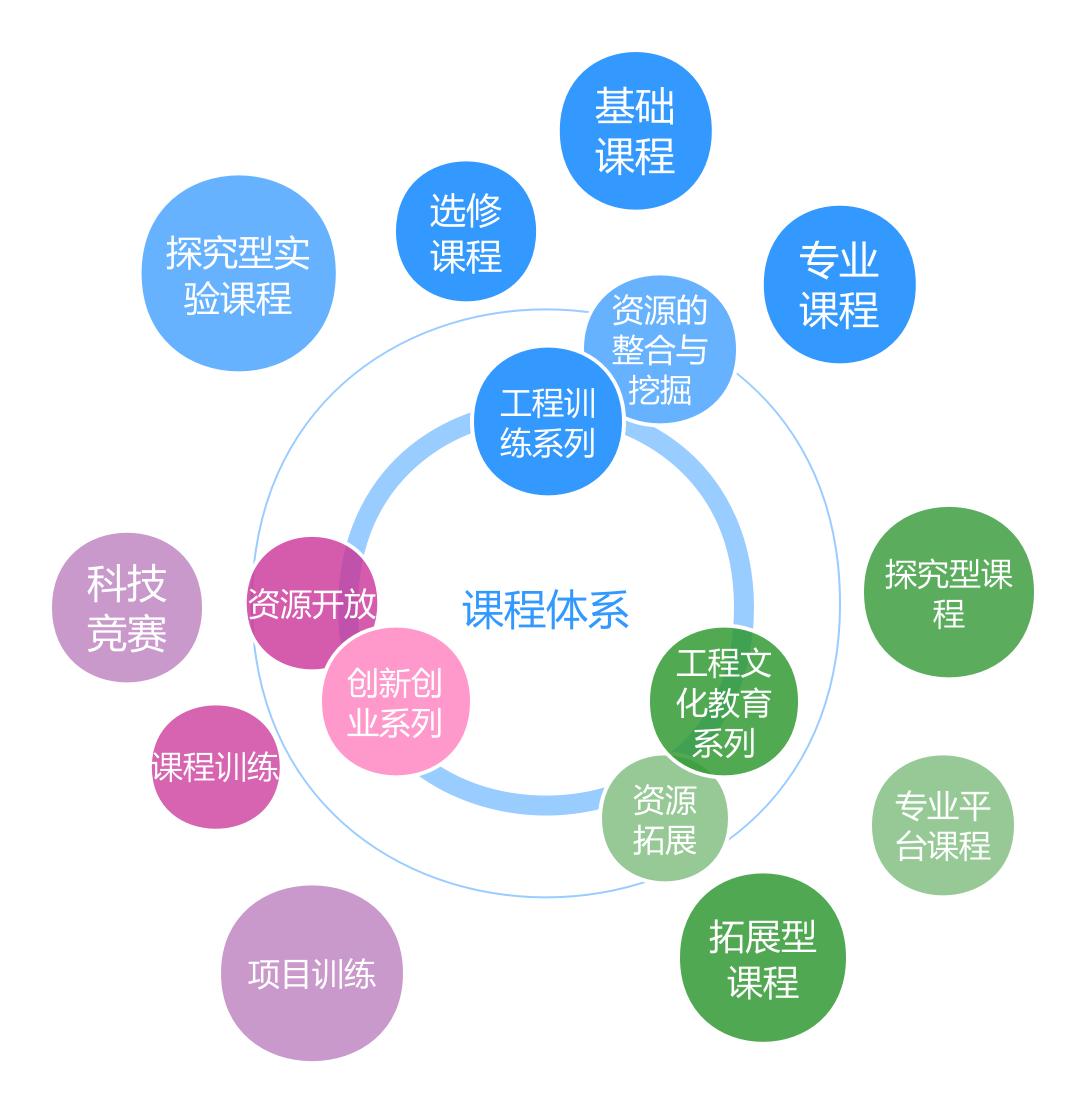 基础
课程
选修
课程
探究型实
验课程
专业
课程
资源的
整合与
挖掘
工程训
练系列
探究型课
程
科技
竞赛
资源开放
课程体系
创新创
业系列
工程文
化教育
系列
课程训练
资源
拓展
专业平
台课程
拓展型
课程
项目训练